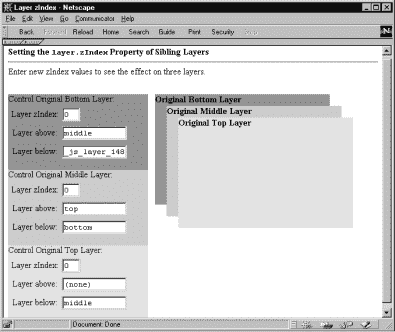 Layer zIndex - Netscape
File Edit View Go Communicator Help
Back Forward Reload Home Search Guide Print Security Stop
Setting the layer.zIndex Property of Sibling Layers
Enter new zIndex values to see the effect on three layers.
Control Original Bottom Layer:
Layer zIndex: 0
Layer above: middle
Layer below: _js_layer_148
Control Original Middle Layer:
Layer zIndex: 0
Layer above: top
Layer below: bottom
Control Original Top Layer:
Layer zIndex: 0
Layer above: (none)
Layer below: middle
Original Bottom Layer
Original Middle Layer
Original Top Layer
Document: Done